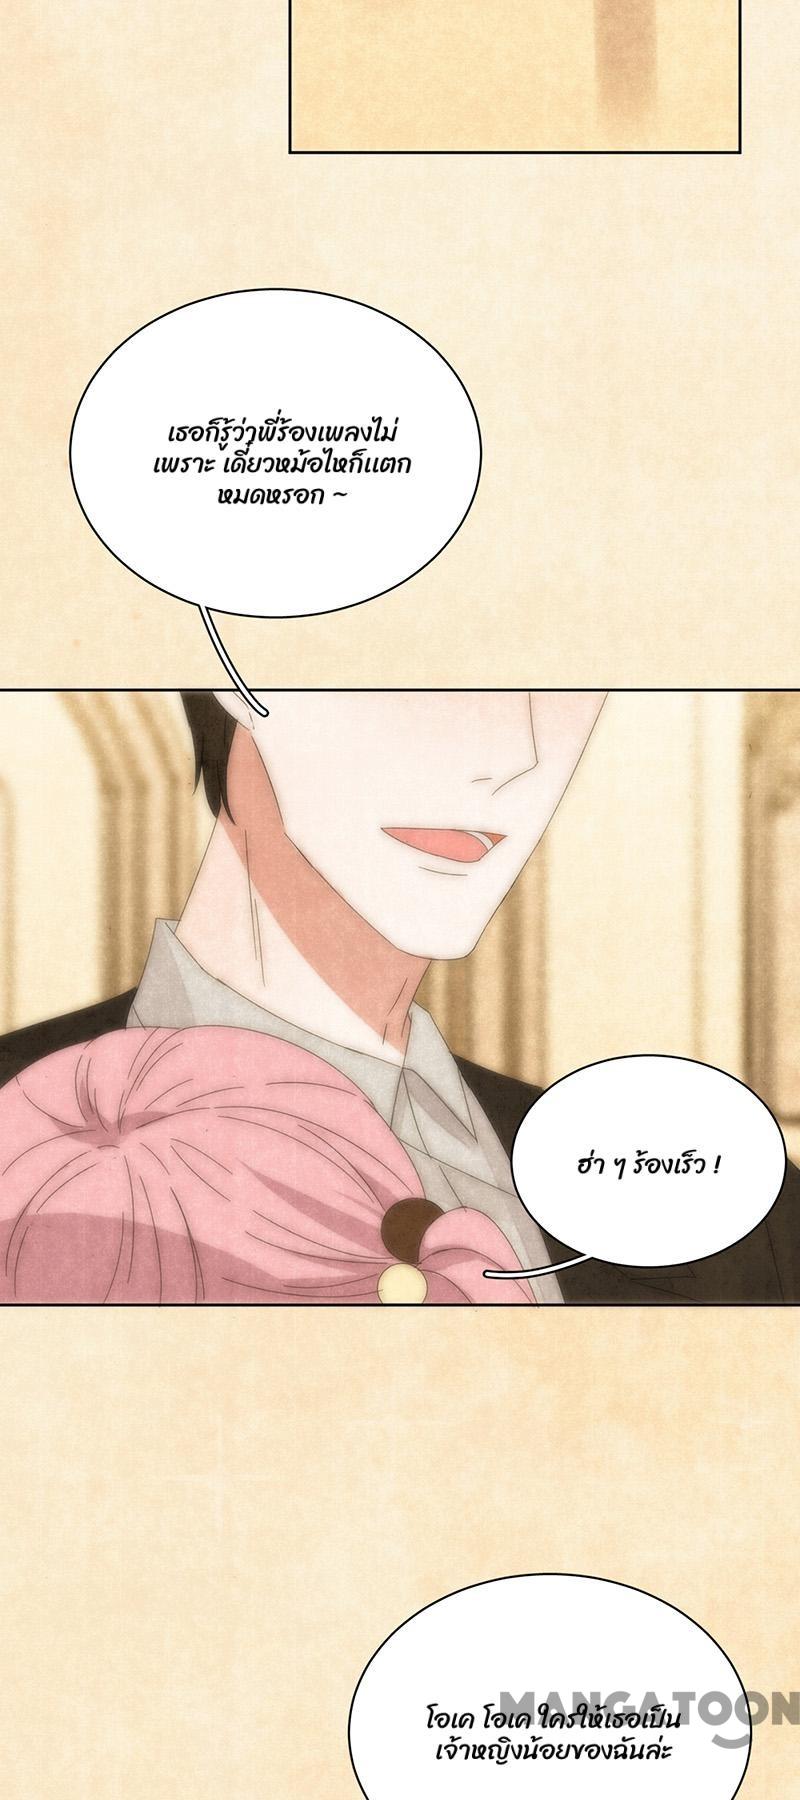 เธอก็รู้ว่าพี่ร้องเพลงไม่
เพราะ เดี๋ยวหม้อไหก็แตก
หมดหรอก ~
ฮ่า ๆ ร้องเร็ว !
MANGATOON
โอเค โอเค ใครให้เธอเป็น
เจ้าหญิงน้อยของฉันล่ะ